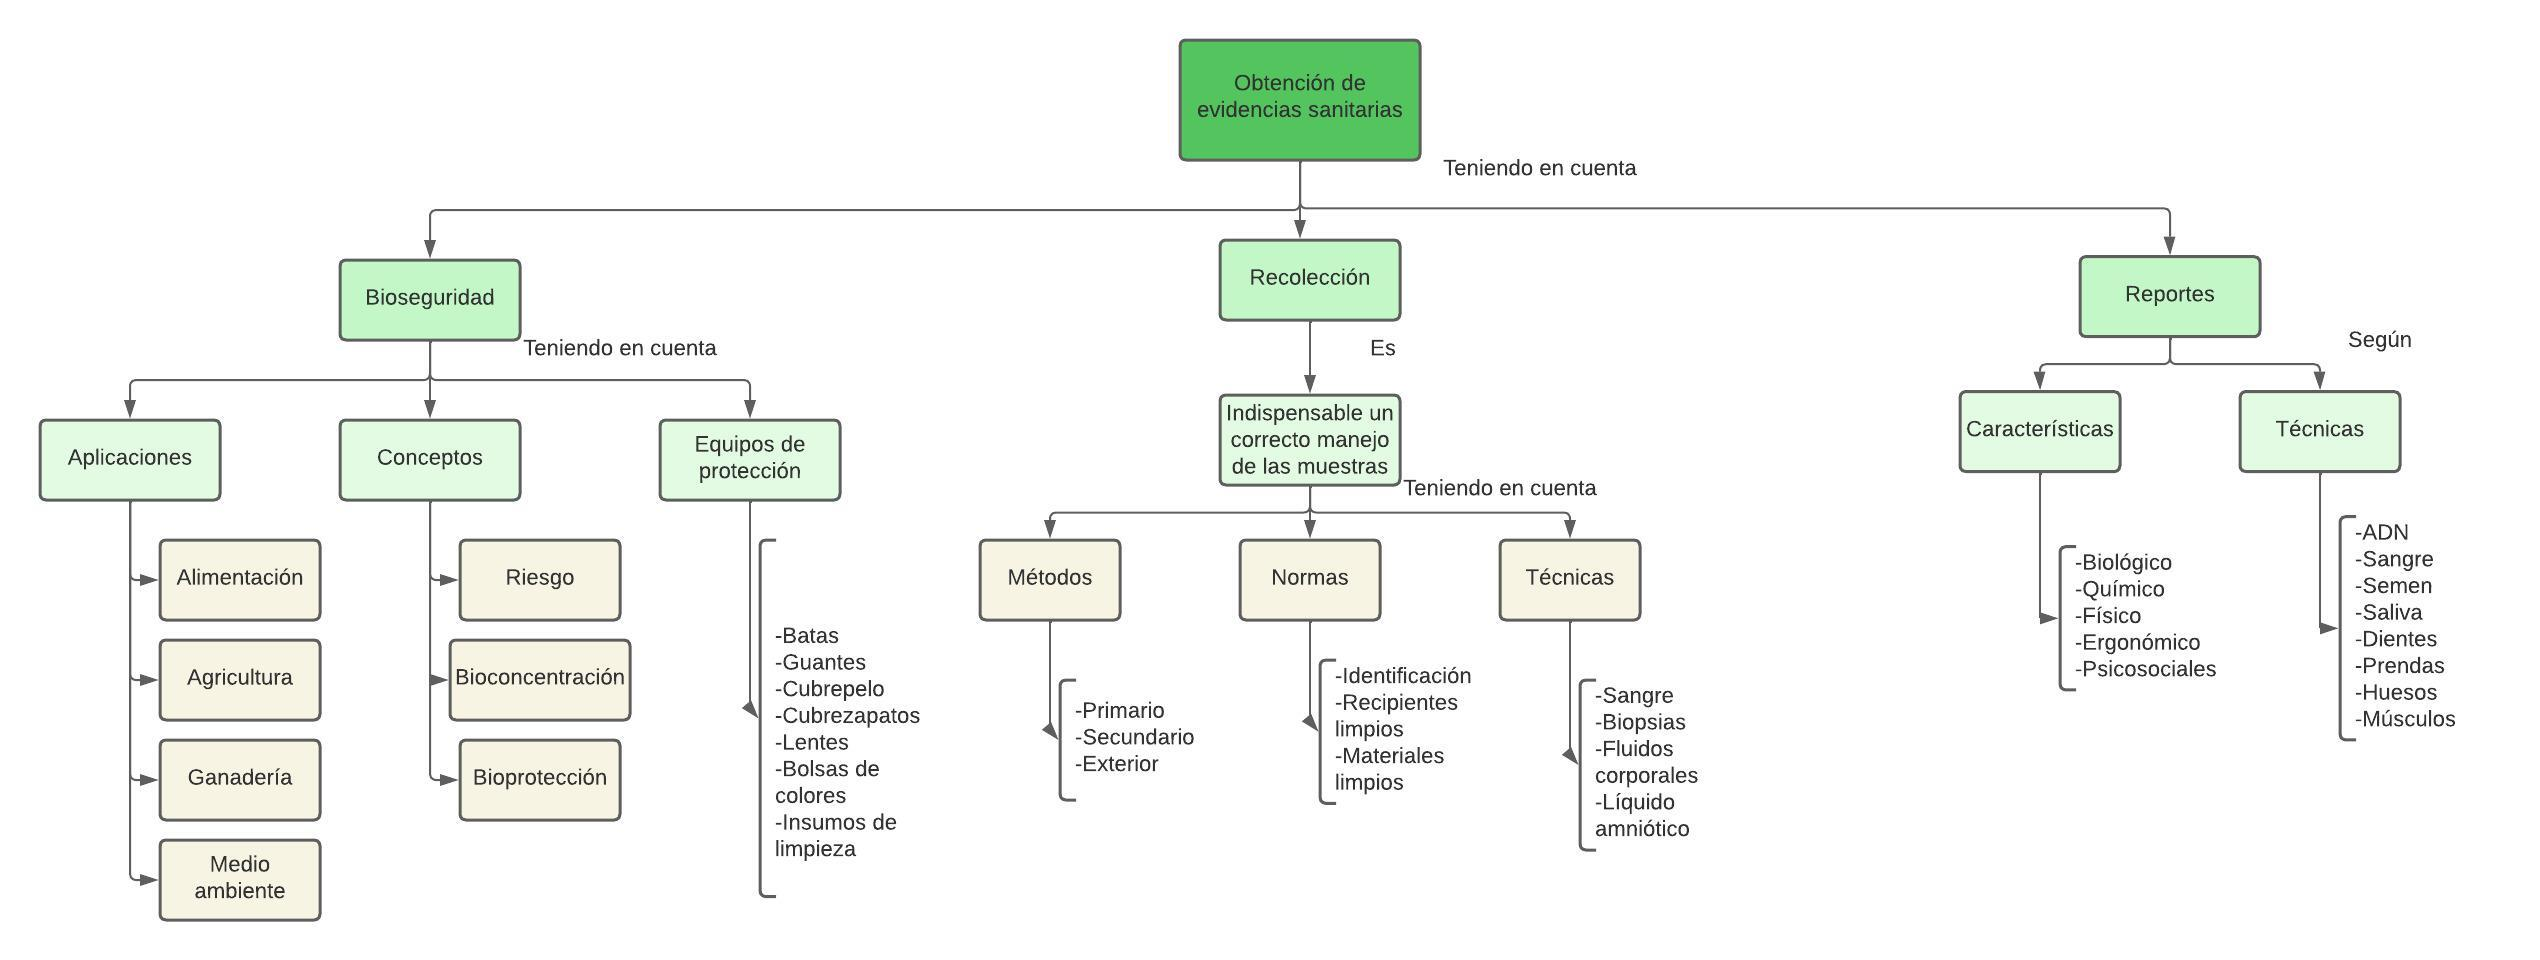 Obtención de
evidencias sanitarias
Teniendo en cuenta
Bioseguridad
Recolección
Reportes
Teniendo en cuenta
Es
Según
Aplicaciones
Conceptos
Equipos de
protección
Indispensable un
correcto manejo
de las muestras
Características
Técnicas
Teniendo en cuenta
Alimentación
Agricultura
Ganadería
Medio
ambiente
Riesgo
Bioconcentración
Bioprotección
-Batas
-Guantes
-Cubrepelo
-Cubrezapatos
-Lentes
-Bolsas de
colores
-Insumos de
limpieza
Métodos
Normas
Técnicas
-Primario
-Secundario
-Exterior
-Identificación
-Recipientes
limpios
-Materiales
limpios
-Sangre
-Biopsias
-Fluidos
corporales
-Líquido
amniótico
-Biológico
-Químico
-Físico
-Ergonómico
-Psicosociales
-ADN
-Sangre
-Semen
-Saliva
-Dientes
-Prendas
-Huesos
-Músculos